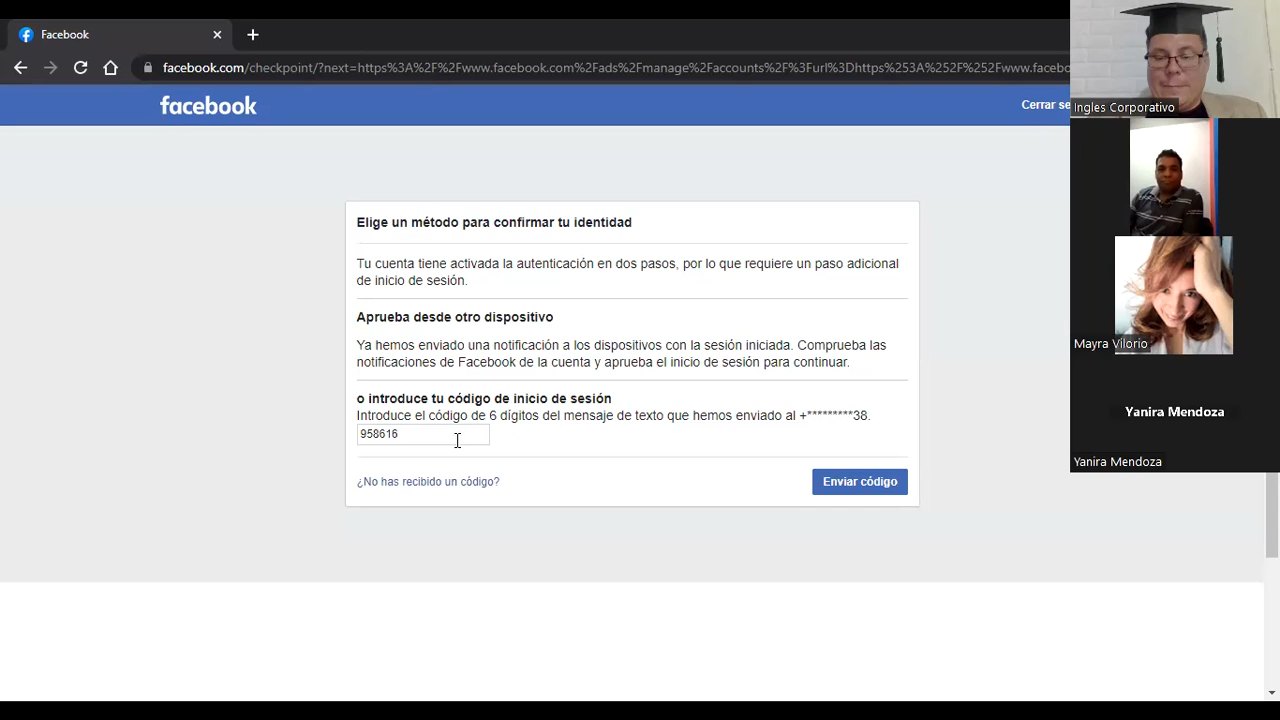 Facebook
facebook.com/checkpoint/?next=https%3A%2F%2Fwww.facebook.com%2Fads%2Fmanage%2Faccounts%2F%3Furl%3Dhttps%253A%252F%252Fwww.facebo
facebook
Cerrar se
Elige un método para confirmar tu identidad
Tu cuenta tiene activada la autenticación en dos pasos, por lo que requiere un paso adicional
de inicio de sesión.
Aprueba desde otro dispositivo
Ya hemos enviado una notificación a los dispositivos con la sesión iniciada. Comprueba las
notificaciones de Facebook de la cuenta y aprueba el inicio de sesión para continuar.
o introduce tu código de inicio de sesión
Introduce el código de 6 dígitos del mensaje de texto que hemos enviado al +*********38.
958616
¿No has recibido un código?
Enviar código
Ingles Corporativo
Mayra Vilorio
Yanira Mendoza
Yanira Mendoza